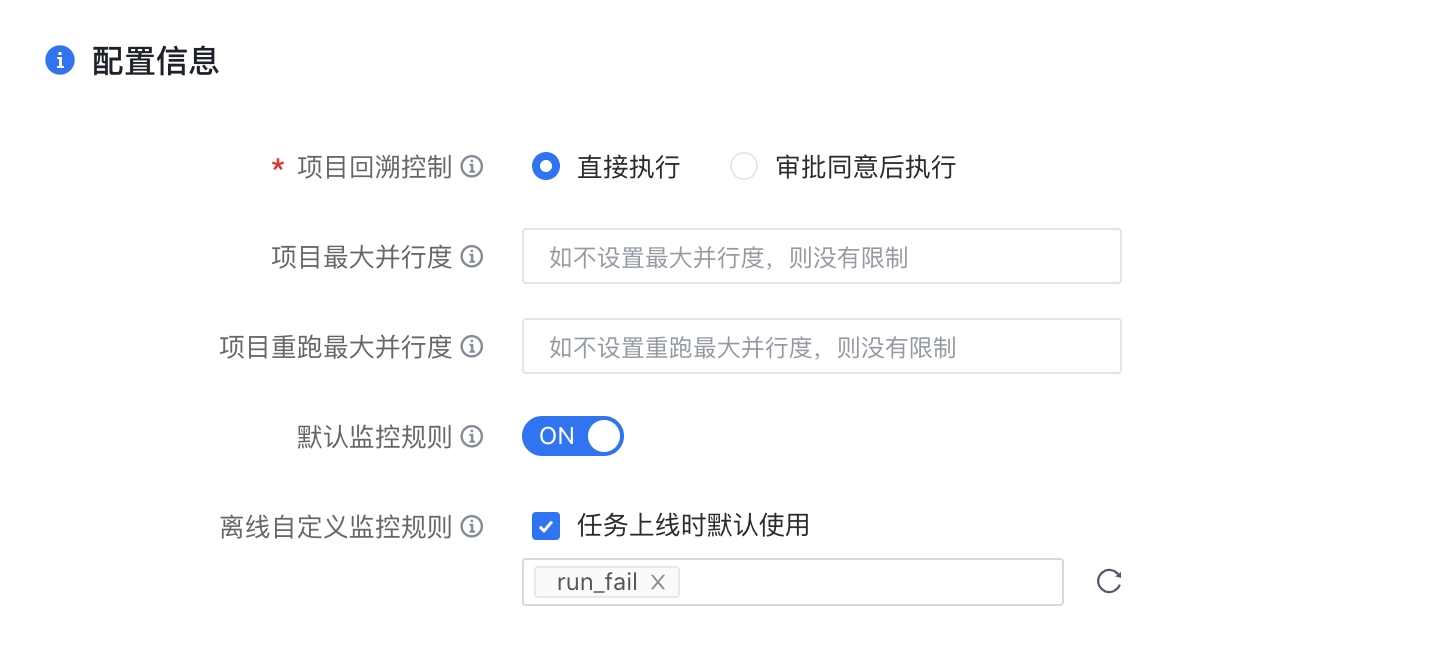 配置信息
* 项目回溯控制 直接执行 审批同意后执行
项目最大并行度 如不设置最大并行度，则没有限制
项目重跑最大并行度 如不设置重跑最大并行度，则没有限制
默认监控规则 ON
离线自定义监控规则 任务上线时默认使用
run_fail